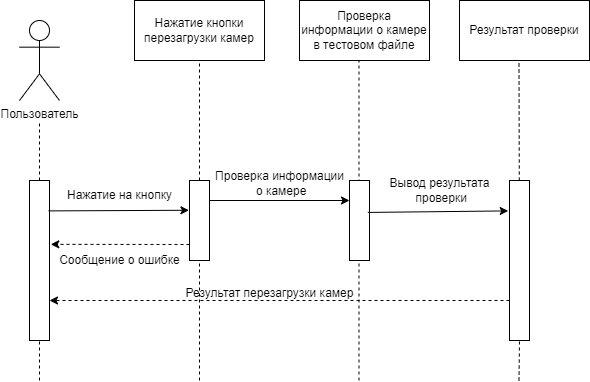 Нажатие кнопки
перезагрузки камер
Проверка
информации о камере
в тестовом файле
Результат проверки
Пользователь
Нажатие на кнопку
Проверка информации
о камере
Вывод результата
проверки
Сообщение о ошибке
Результат перезагрузки камер